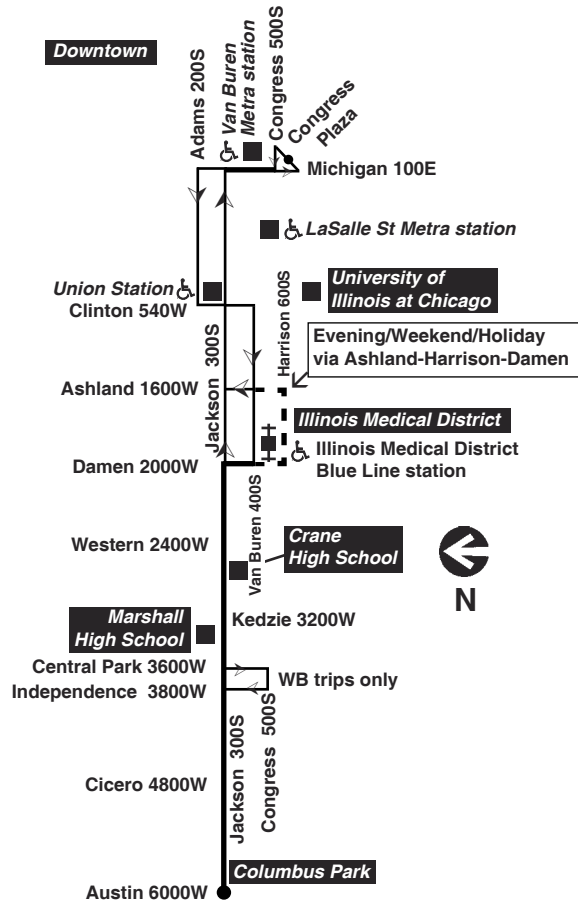 Downtown
Adams 200S
Van Buren
Metra station
Congress 500S
Congress
Plaza
Michigan 100E
LaSalle St Metra station
Union Station
Clinton 540W
University of
Illinois at Chicago
Harrison 600S
Evening/Weekend/Holiday
via Ashland-Harrison-Damen
Jackson 300S
Ashland 1600W
Illinois Medical District
Illinois Medical District
Blue Line station
Damen 2000W
Van Buren 400S
Western 2400W
Crane
High School
N
Marshall
High School
Kedzie 3200W
Central Park 3600W
Independence 3800W
WB trips only
Jackson 300S
Congress 500S
Cicero 4800W
Columbus Park
Austin 6000W